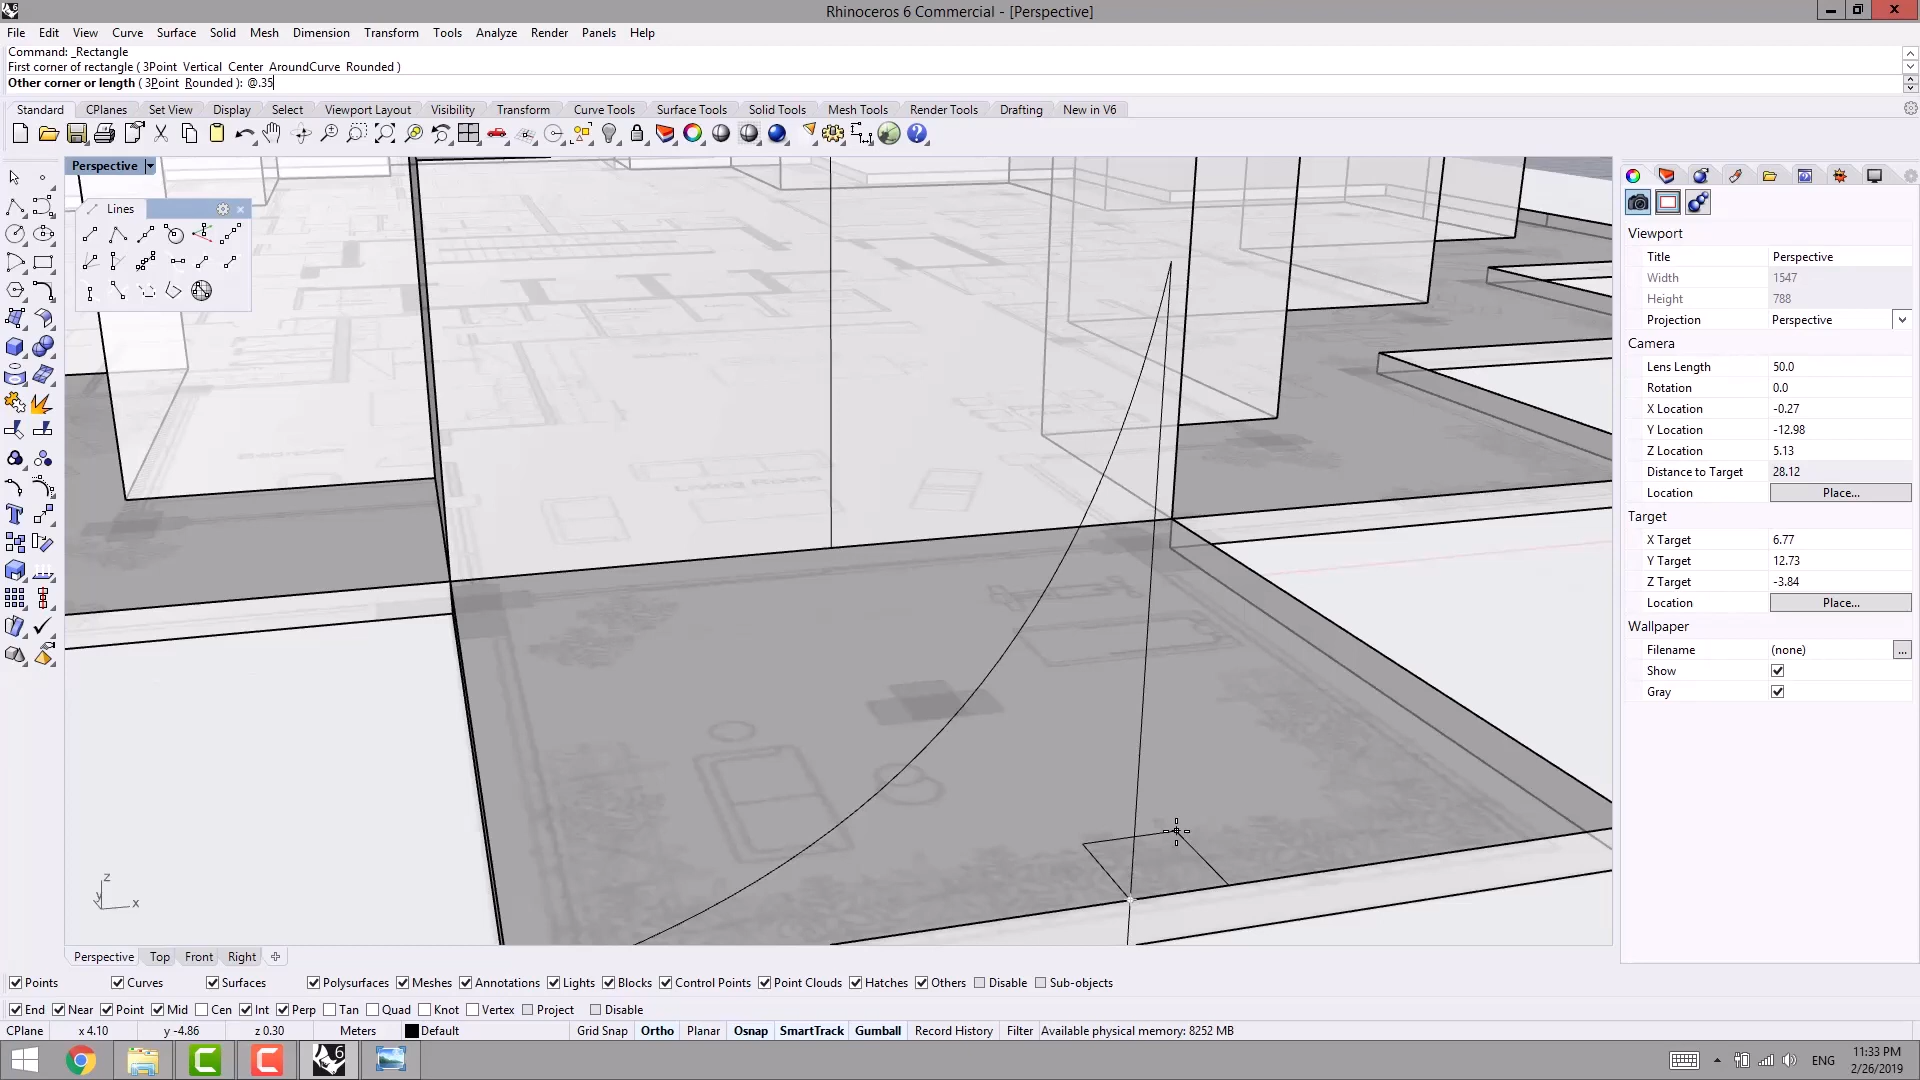 Rhinoceros 6 Commercial - [Perspective]
File Edit View Curve Surface Solid Mesh Dimension Transform Tools Analyze Render Panels Help
Command: _Rectangle
First corner of rectangle ( 3Point Vertical Center AroundCurve Rounded )
Other corner or length ( 3Point Rounded ): @.35
Standard CPlanes Set View Display Select Viewport Layout Visibility Transform Curve Tools Surface Tools Solid Tools Mesh Tools Render Tools Drafting New in V6
Perspective
Lines
Living Room
z
y
x
Viewport
Title Perspective
Width 1547
Height 788
Projection Perspective
Camera
Lens Length 50.0
Rotation 0.0
X Location -0.27
Y Location -12.98
Z Location 5.13
Distance to Target 28.12
Location Place...
Target
X Target 6.77
Y Target 12.73
Z Target -3.84
Location Place...
Wallpaper
Filename (none) ...
Show
Gray
Perspective Top Front Right
Points Curves Surfaces Polysurfaces Meshes Annotations Lights Blocks Control Points Point Clouds Hatches Others Disable Sub-objects
End Near Point Mid Cen Int Perp Tan Quad Knot Vertex Project Disable
CPlane x 4.10 y -4.86 z 0.30 Meters Default Grid Snap Ortho Planar Osnap SmartTrack Gumball Record History Filter Available physical memory: 8252 MB
ENG
11:33 PM
2/26/2019